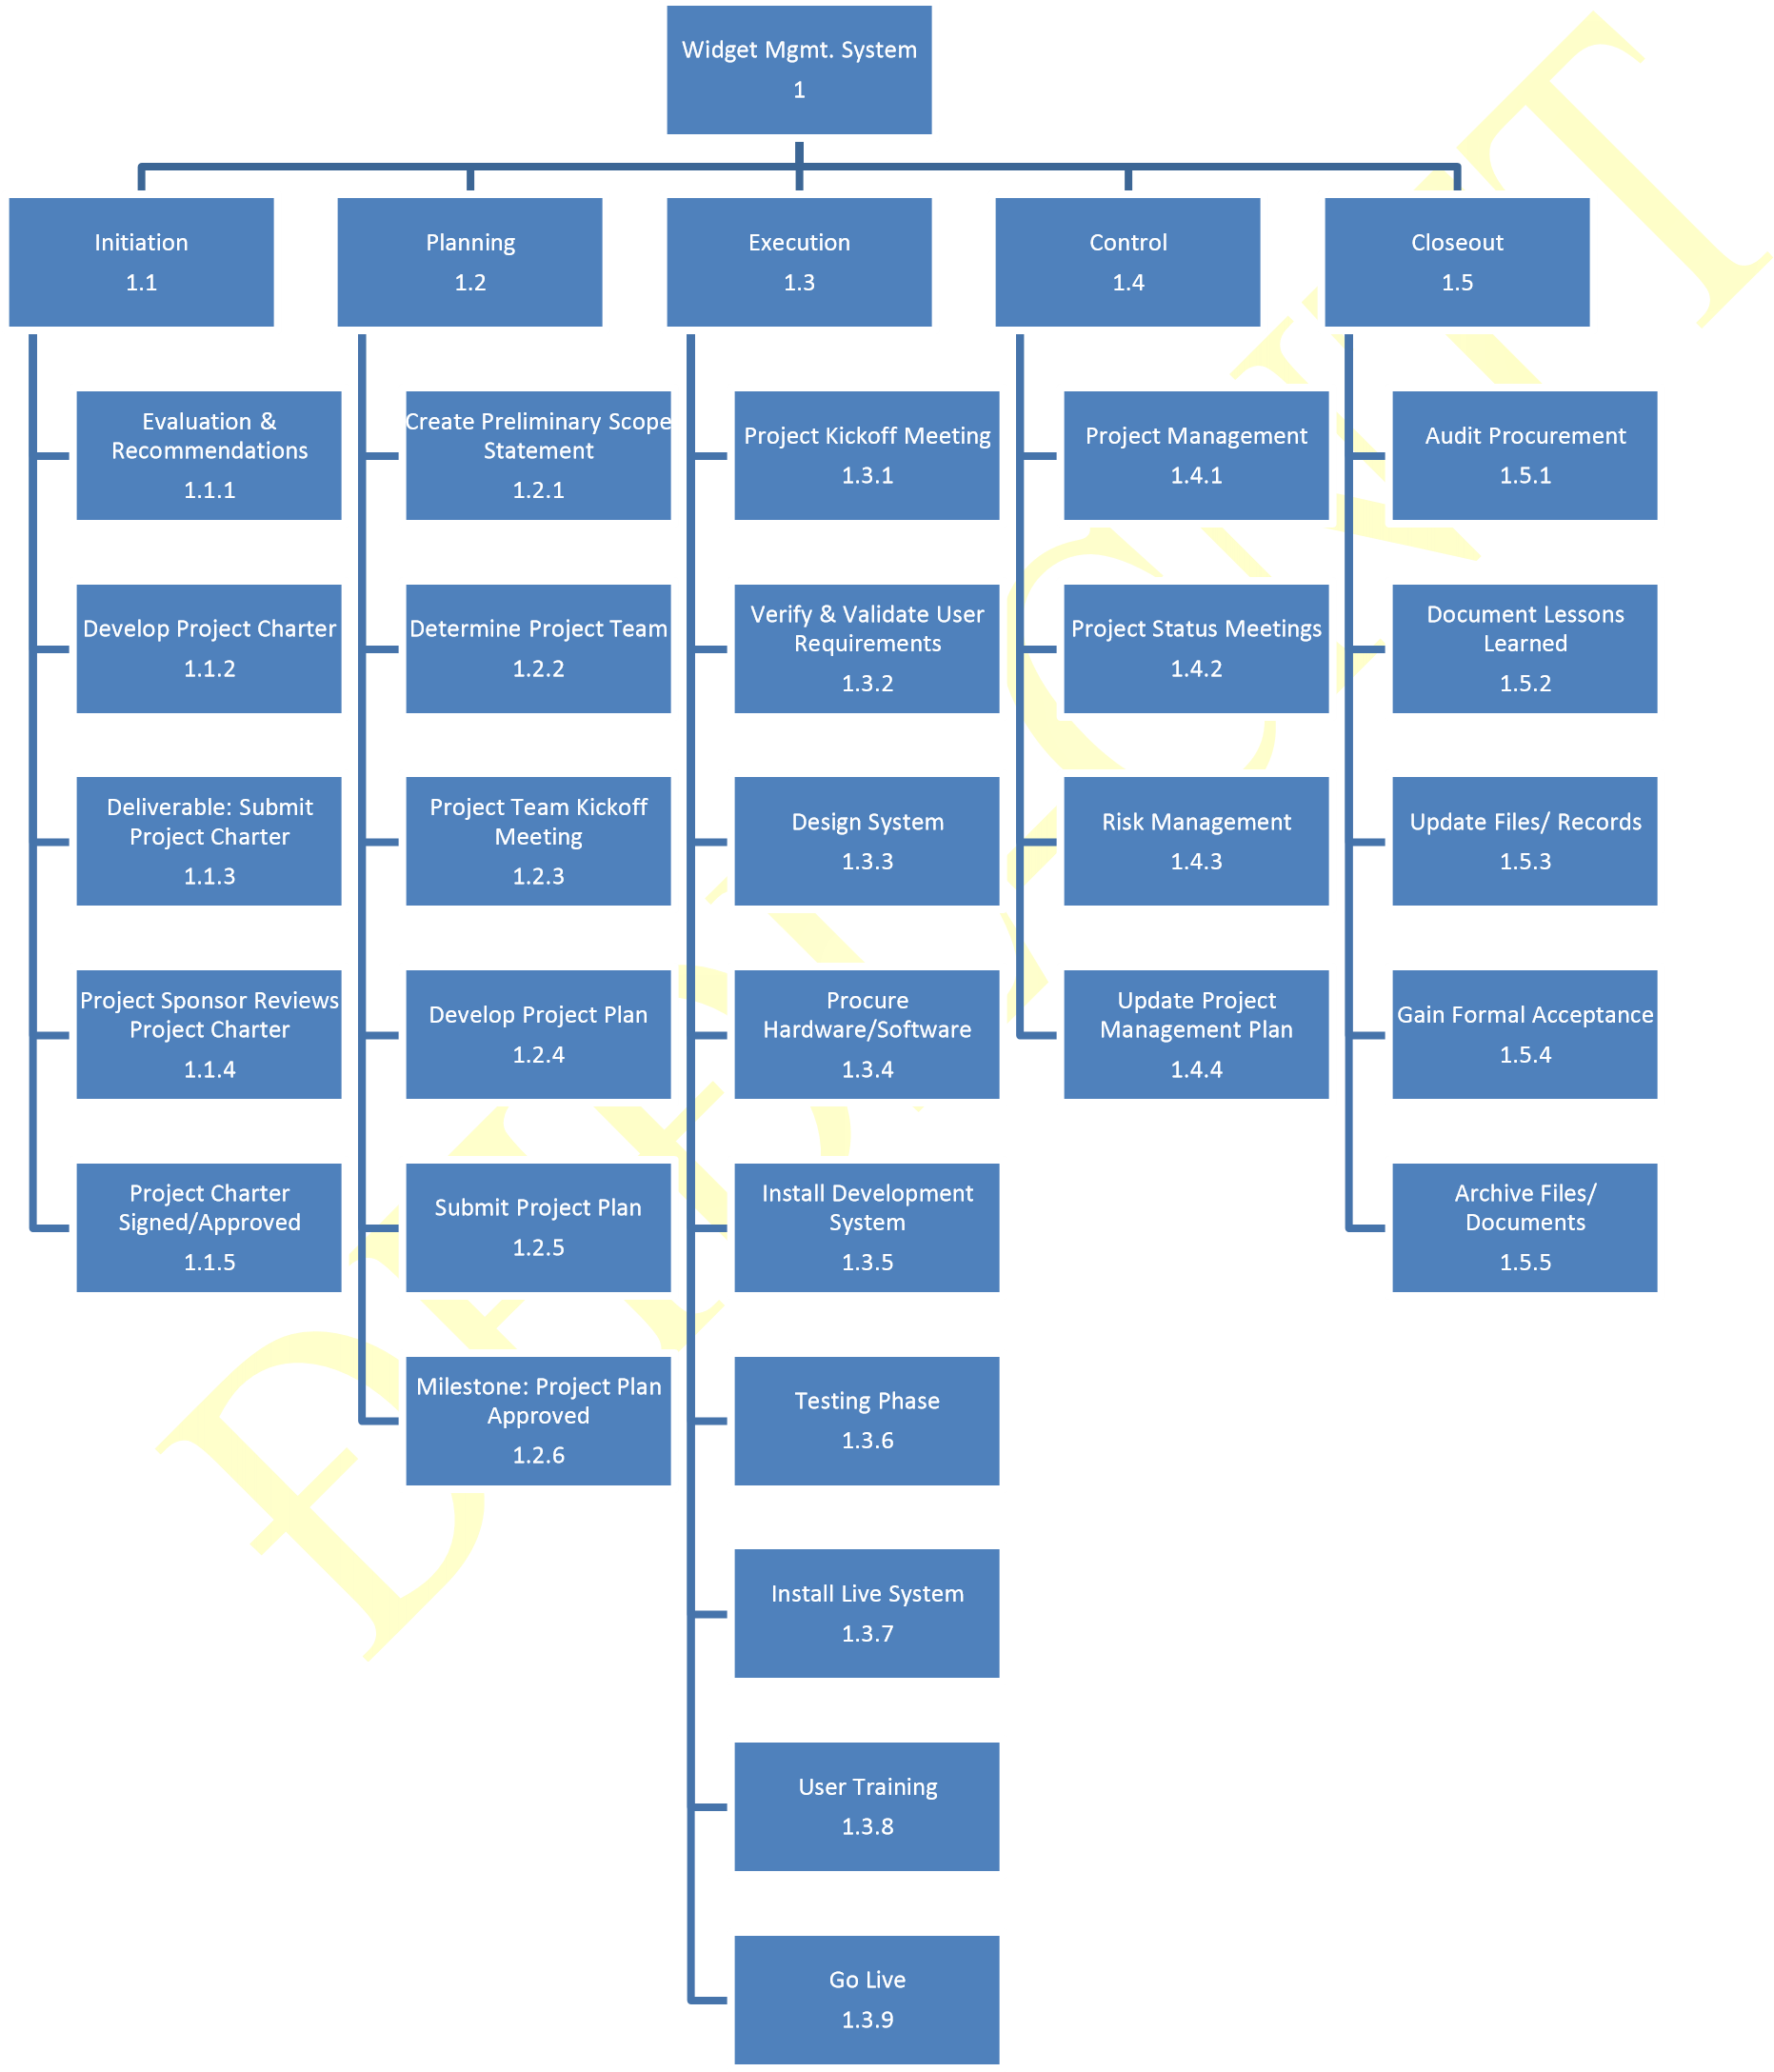 Widget Mgmt. System
1
Initiation
1.1
Planning
1.2
Execution
1.3
Control
1.4
Closeout
1.5
Evaluation &
Recommendations
1.1.1
Develop Project Charter
1.1.2
Deliverable: Submit
Project Charter
1.1.3
Project Sponsor Reviews
Project Charter
1.1.4
Project Charter
Signed/Approved
1.1.5
Create Preliminary Scope
Statement
1.2.1
Determine Project Team
1.2.2
Project Team Kickoff
Meeting
1.2.3
Develop Project Plan
1.2.4
Submit Project Plan
1.2.5
Milestone: Project Plan
Approved
1.2.6
Project Kickoff Meeting
1.3.1
Verify & Validate User
Requirements
1.3.2
Design System
1.3.3
Procure
Hardware/Software
1.3.4
Install Development
System
1.3.5
Testing Phase
1.3.6
Install Live System
1.3.7
User Training
1.3.8
Go Live
1.3.9
Project Management
1.4.1
Project Status Meetings
1.4.2
Risk Management
1.4.3
Update Project
Management Plan
1.4.4
Audit Procurement
1.5.1
Document Lessons
Learned
1.5.2
Update Files/ Records
1.5.3
Gain Formal Acceptance
1.5.4
Archive Files/
Documents
1.5.5